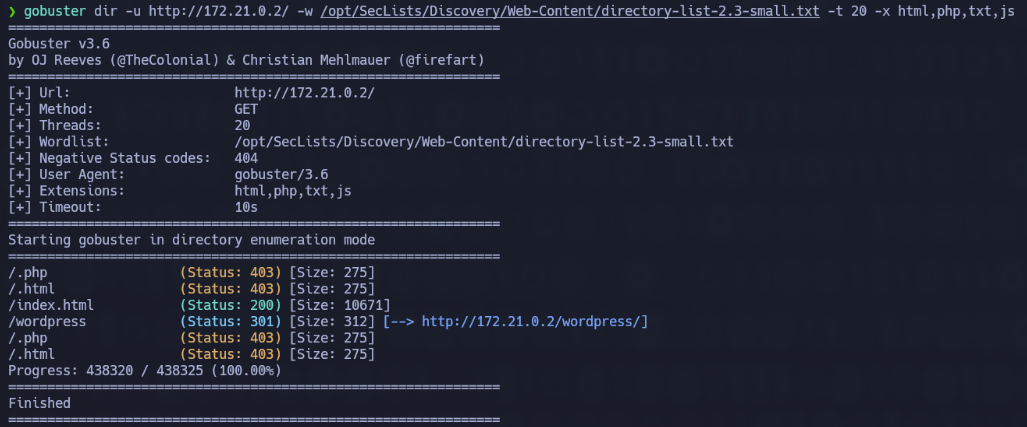 ❯ gobuster dir -u http://172.21.0.2/ -w /opt/SecLists/Discovery/Web-Content/directory-list-2.3-small.txt -t 20 -x html,php,txt,js
===============================================================
Gobuster v3.6
by OJ Reeves (@TheColonial) & Christian Mehlmauer (@firefart)
===============================================================
[+] Url:                     http://172.21.0.2/
[+] Method:                  GET
[+] Threads:                 20
[+] Wordlist:                /opt/SecLists/Discovery/Web-Content/directory-list-2.3-small.txt
[+] Negative Status codes:   404
[+] User Agent:              gobuster/3.6
[+] Extensions:              html,php,txt,js
[+] Timeout:                 10s
===============================================================
Starting gobuster in directory enumeration mode
===============================================================
/.php                 (Status: 403) [Size: 275]
/.html                (Status: 403) [Size: 275]
/index.html           (Status: 200) [Size: 10671]
/wordpress            (Status: 301) [Size: 312] [--> http://172.21.0.2/wordpress/]
/.php                 (Status: 403) [Size: 275]
/.html                (Status: 403) [Size: 275]
Progress: 438320 / 438325 (100.00%)
===============================================================
Finished
===============================================================